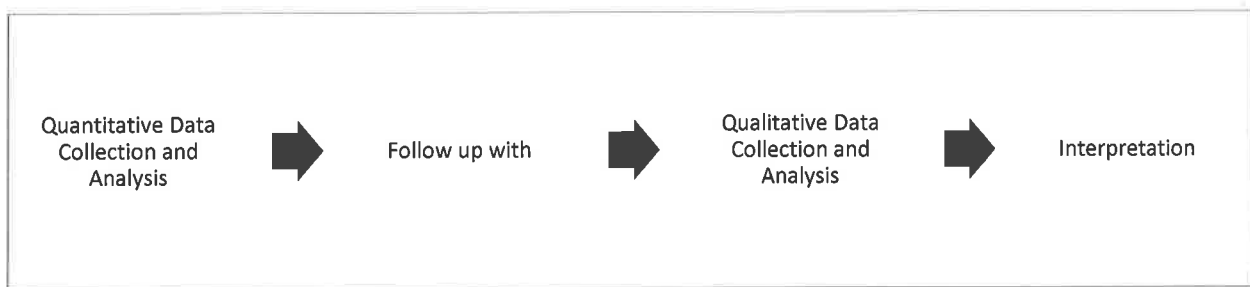 Quantitative Data
Collection and
Analysis
Follow up with
Qualitative Data
Collection and
Analysis
Interpretation